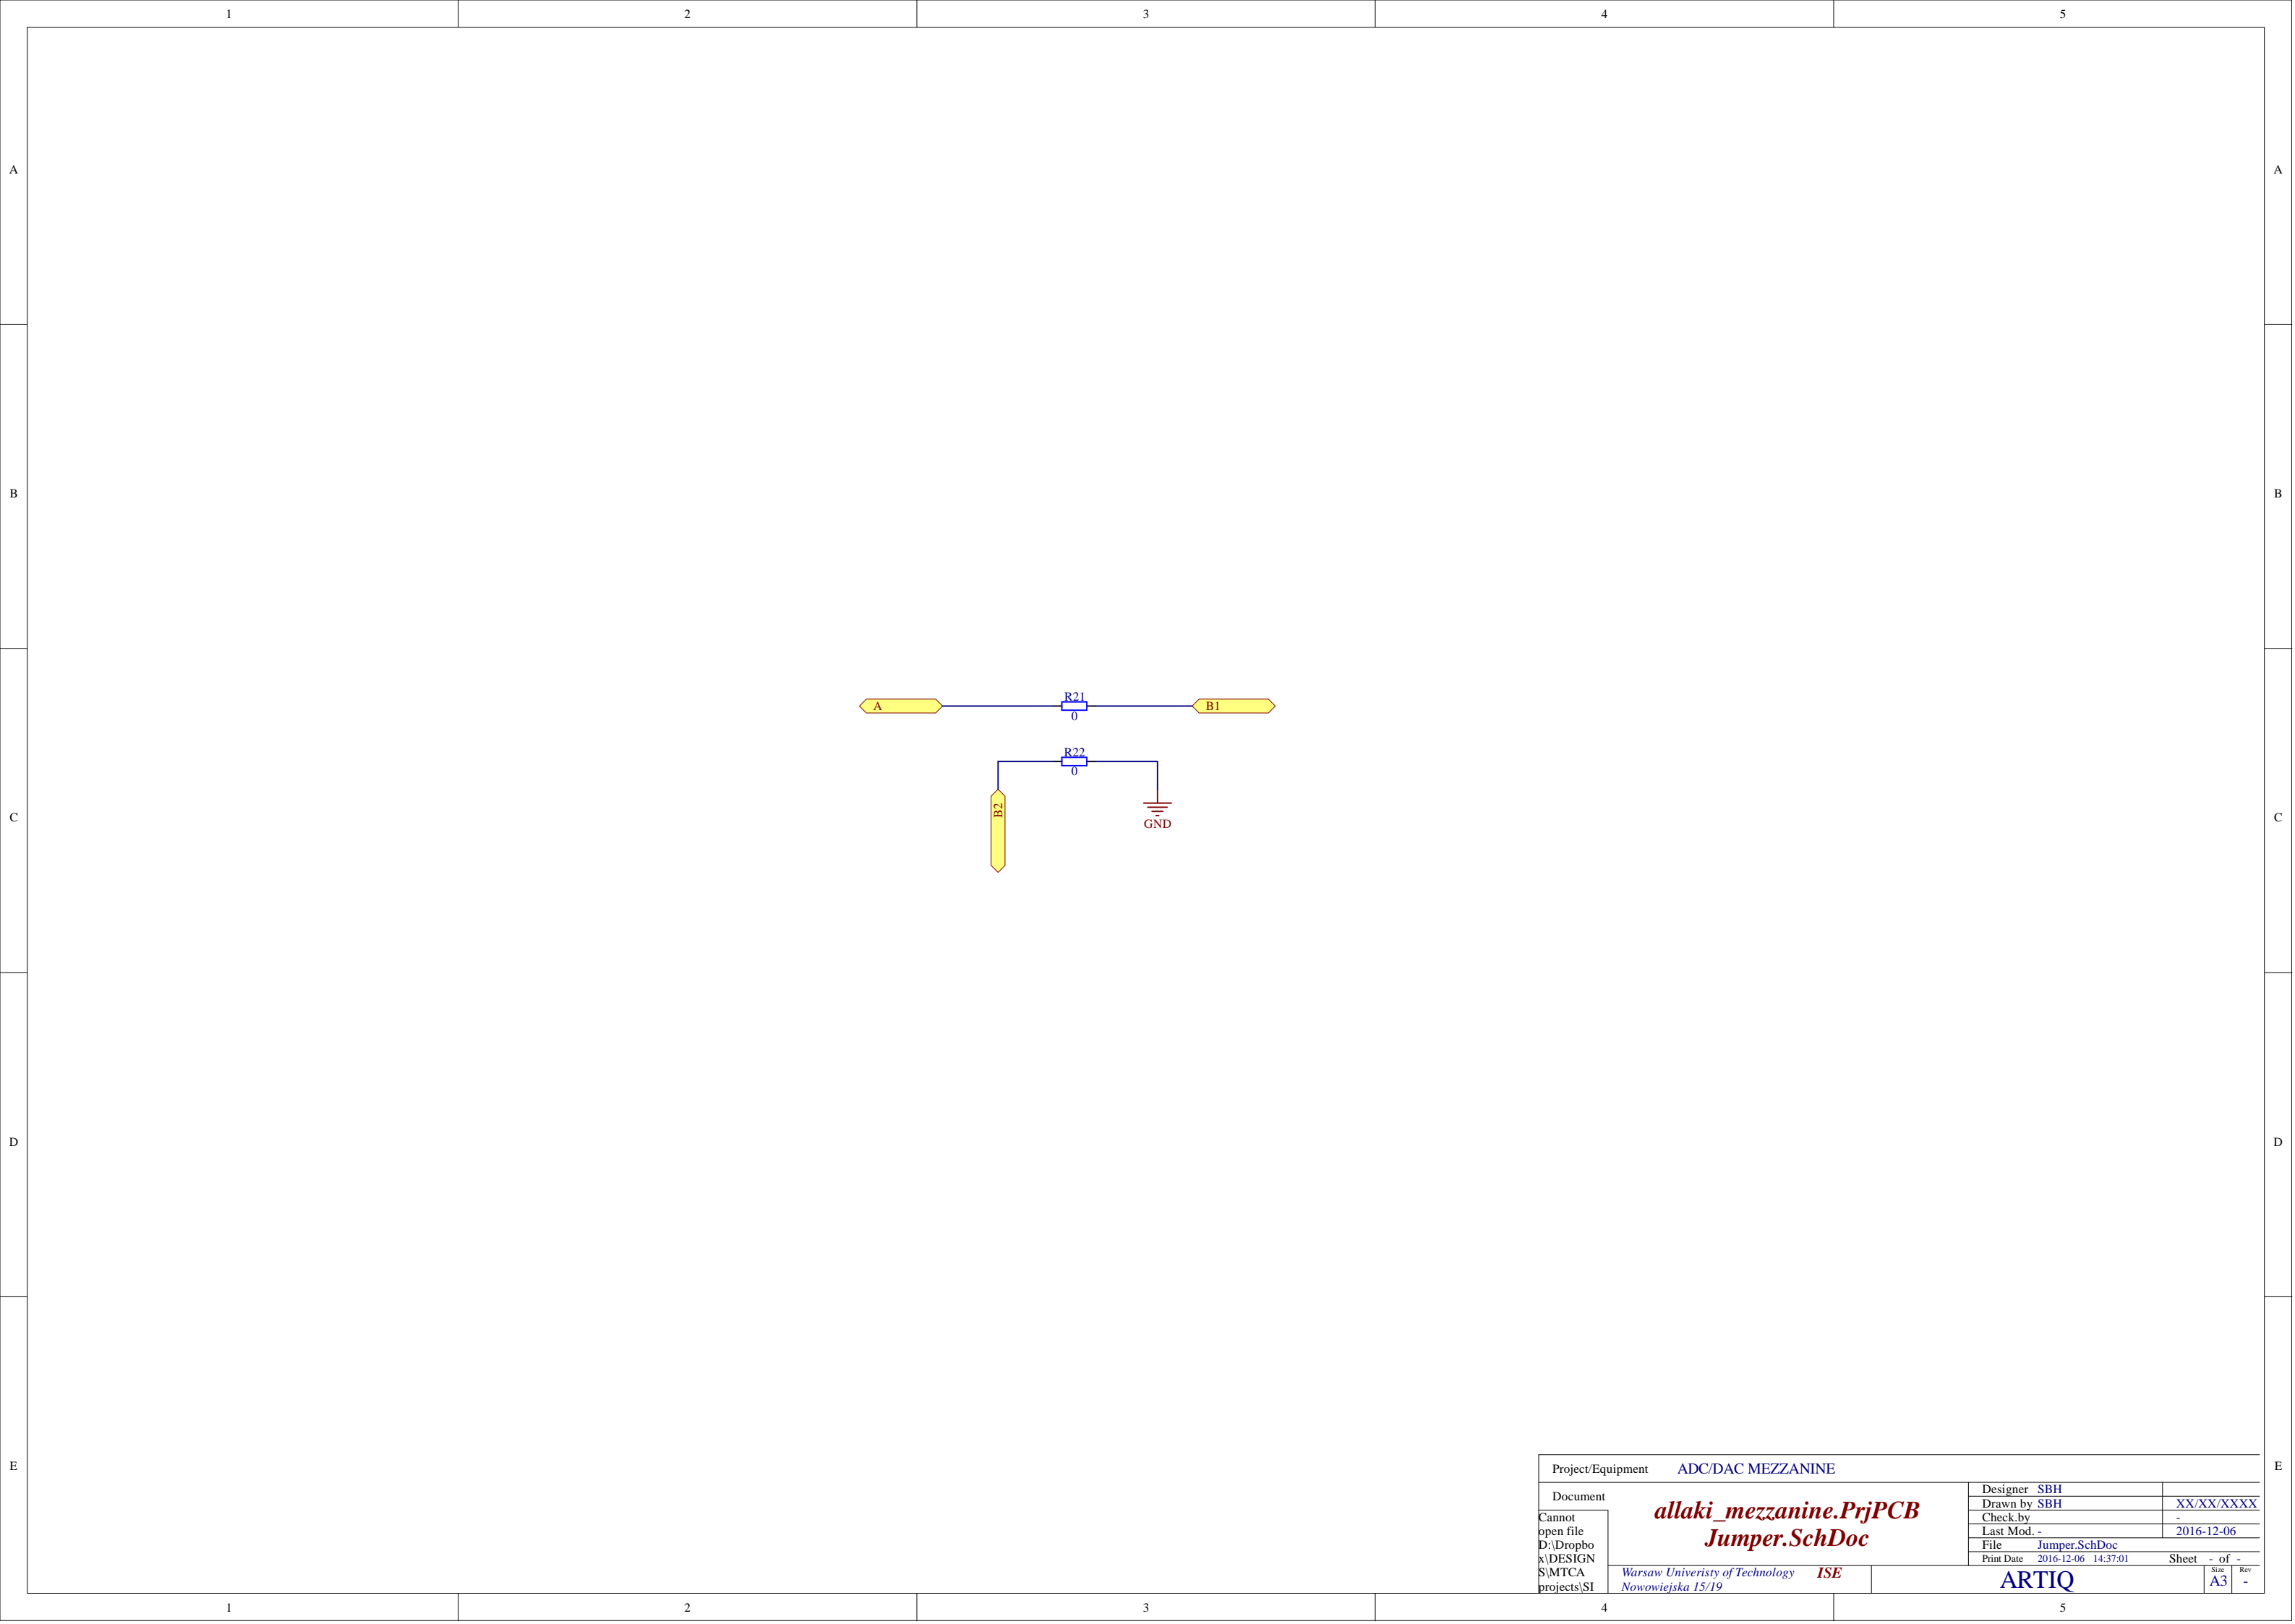 1 2 3 4 5
A A
B B
R21
A B1
0
R22
0
B2
GND
C C
D D
E E
Project/Equipment ADC/DAC MEZZANINE
Document
allaki_mezzanine.PrjPCB
Jumper.SchDoc
Cannot
open file
D:\Dropbo
x\DESIGN
S\MTCA
projects\SI
Designer SBH
Drawn by SBH XX/XX/XXXX
Check.by -
Last Mod. - 2016-12-06
File Jumper.SchDoc
Print Date 2016-12-06 14:37:01 Sheet - of -
Warsaw Univeristy of Technology ISE
Nowowiejska 15/19
ARTIQ
Size Rev
A3 -
1 2 3 4 5